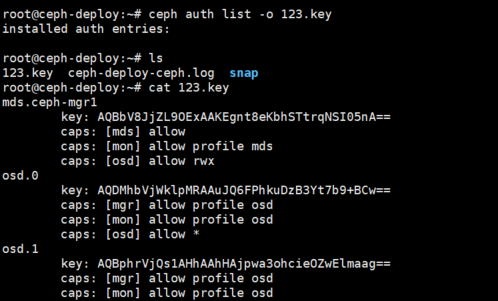 root@ceph-deploy:~# ceph auth list -o 123.key
installed auth entries:
root@ceph-deploy:~# ls
123.key ceph-deploy-ceph.log snap
root@ceph-deploy:~# cat 123.key
mds.ceph-mgr1
key: AQBbV8JjZL9OExAAKEgnt8eKbhSTtrqNSI05nA==
caps: [mds] allow
caps: [mon] allow profile mds
caps: [osd] allow rwx
osd.0
key: AQDMhbVjWklpMRAAuJQ6FPhkuDzB3Yt7b9+BCw==
caps: [mgr] allow profile osd
caps: [mon] allow profile osd
caps: [osd] allow *
osd.1
key: AQBphrVjQs1AHhAAhHAjpwa3ohcieOZwElmaag==
caps: [mgr] allow profile osd
caps: [mon] allow profile osd